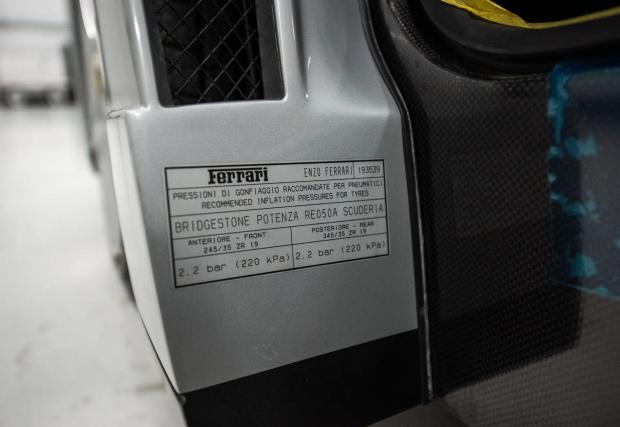 Ferrari ENZO FERRARI 193539
PRESSIONI DI GONFIAGGIO RACCOMANDATE PER PNEUMATICI
RECOMMENDED INFLATION PRESSURES FOR TYRES
BRIDGESTONE POTENZA RE050A SCUDERIA
ANTERIORE - FRONT POSTERIORE - REAR
245/35 ZR 19 345/35 ZR 19
2.2 bar (220 kPa) 2.2 bar (220 kPa)